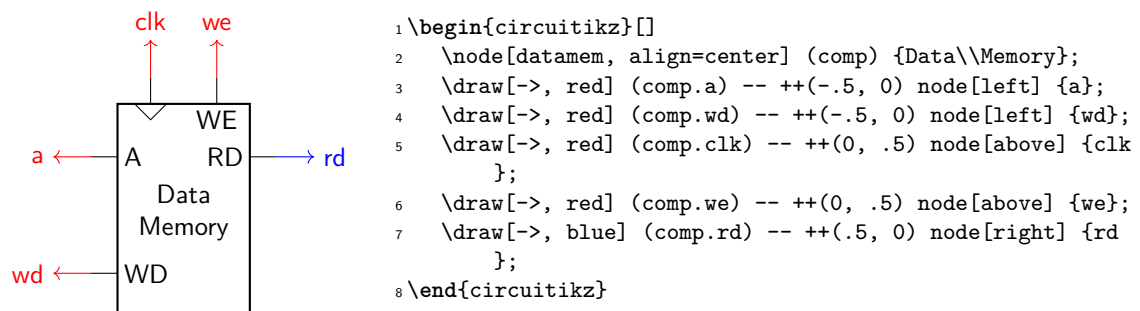 clk we
WE
a A RD rd
Data
Memory
wd WD
1 \begin{circuitikz}[]
2 \node[datamem, align=center] (comp) {Data\\Memory};
3 \draw[->, red] (comp.a) -- ++(-.5, 0) node[left] {a};
4 \draw[->, red] (comp.wd) -- ++(-.5, 0) node[left] {wd};
5 \draw[->, red] (comp.clk) -- ++(0, .5) node[above] {clk
};
6 \draw[->, red] (comp.we) -- ++(0, .5) node[above] {we};
7 \draw[->, blue] (comp.rd) -- ++(.5, 0) node[right] {rd
};
8 \end{circuitikz}